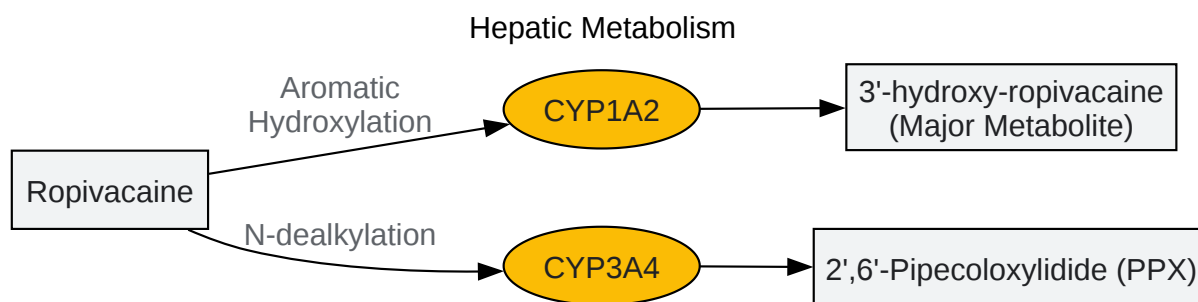 Hepatic Metabolism
Aromatic
Hydroxylation
CYP1A2
3'-hydroxy-ropivacaine
(Major Metabolite)
Ropivacaine
N-dealkylation
CYP3A4
2',6'-Pipecoloxylidide (PPX)